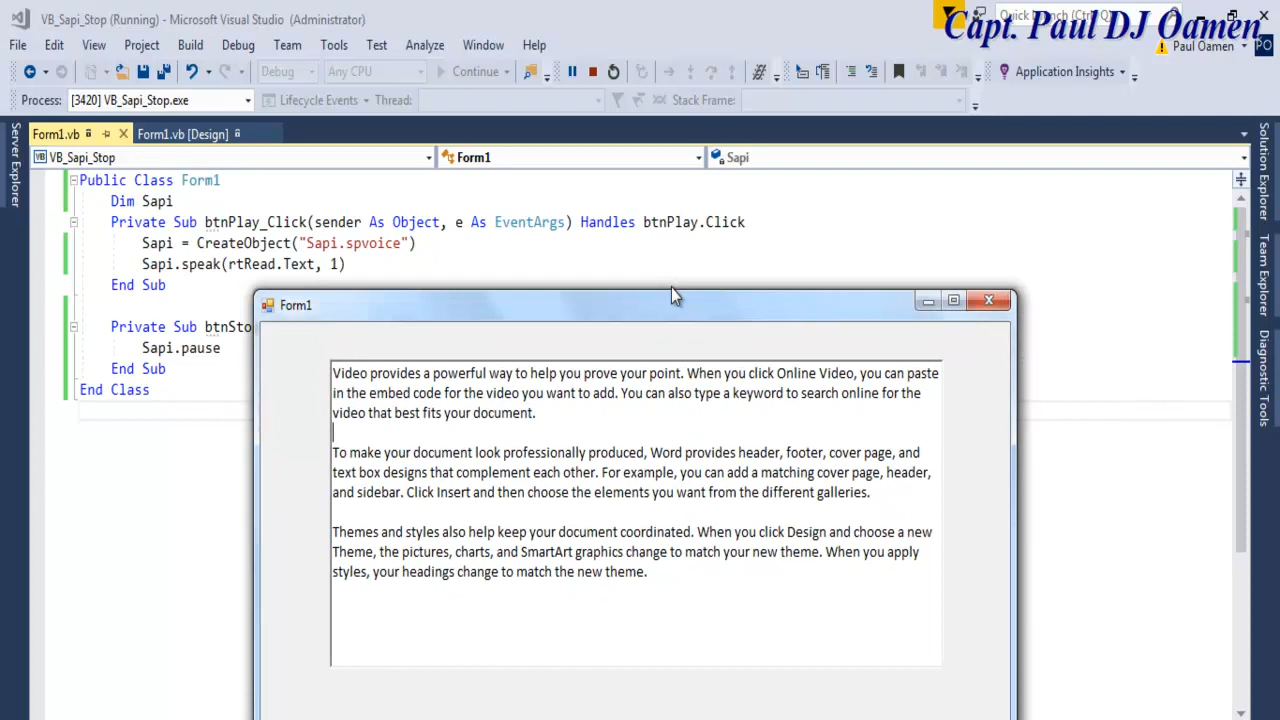 VB_Sapi_Stop (Running) - Microsoft Visual Studio (Administrator)
Quick Launch (Ctrl+Q)
Capt. Paul DJ Oamen
File Edit View Project Build Debug Team Tools Test Analyze Window Help
Paul Oamen PO
Debug Any CPU Continue Application Insights
Process: [3420] VB_Sapi_Stop.exe Lifecycle Events Thread: Stack Frame:
Form1.vb Form1.vb [Design]
VB VB_Sapi_Stop Form1 Sapi
Server Explorer
Solution Explorer
Team Explorer
Diagnostic Tools
Public Class Form1
Dim Sapi
Private Sub btnPlay_Click(sender As Object, e As EventArgs) Handles btnPlay.Click
Sapi = CreateObject("Sapi.spvoice")
Sapi.speak(rtRead.Text, 1)
End Sub
Private Sub btnSto
Sapi.pause
End Sub
End Class
Form1
Video provides a powerful way to help you prove your point. When you click Online Video, you can paste
in the embed code for the video you want to add. You can also type a keyword to search online for the
video that best fits your document.
To make your document look professionally produced, Word provides header, footer, cover page, and
text box designs that complement each other. For example, you can add a matching cover page, header,
and sidebar. Click Insert and then choose the elements you want from the different galleries.
Themes and styles also help keep your document coordinated. When you click Design and choose a new
Theme, the pictures, charts, and SmartArt graphics change to match your new theme. When you apply
styles, your headings change to match the new theme.